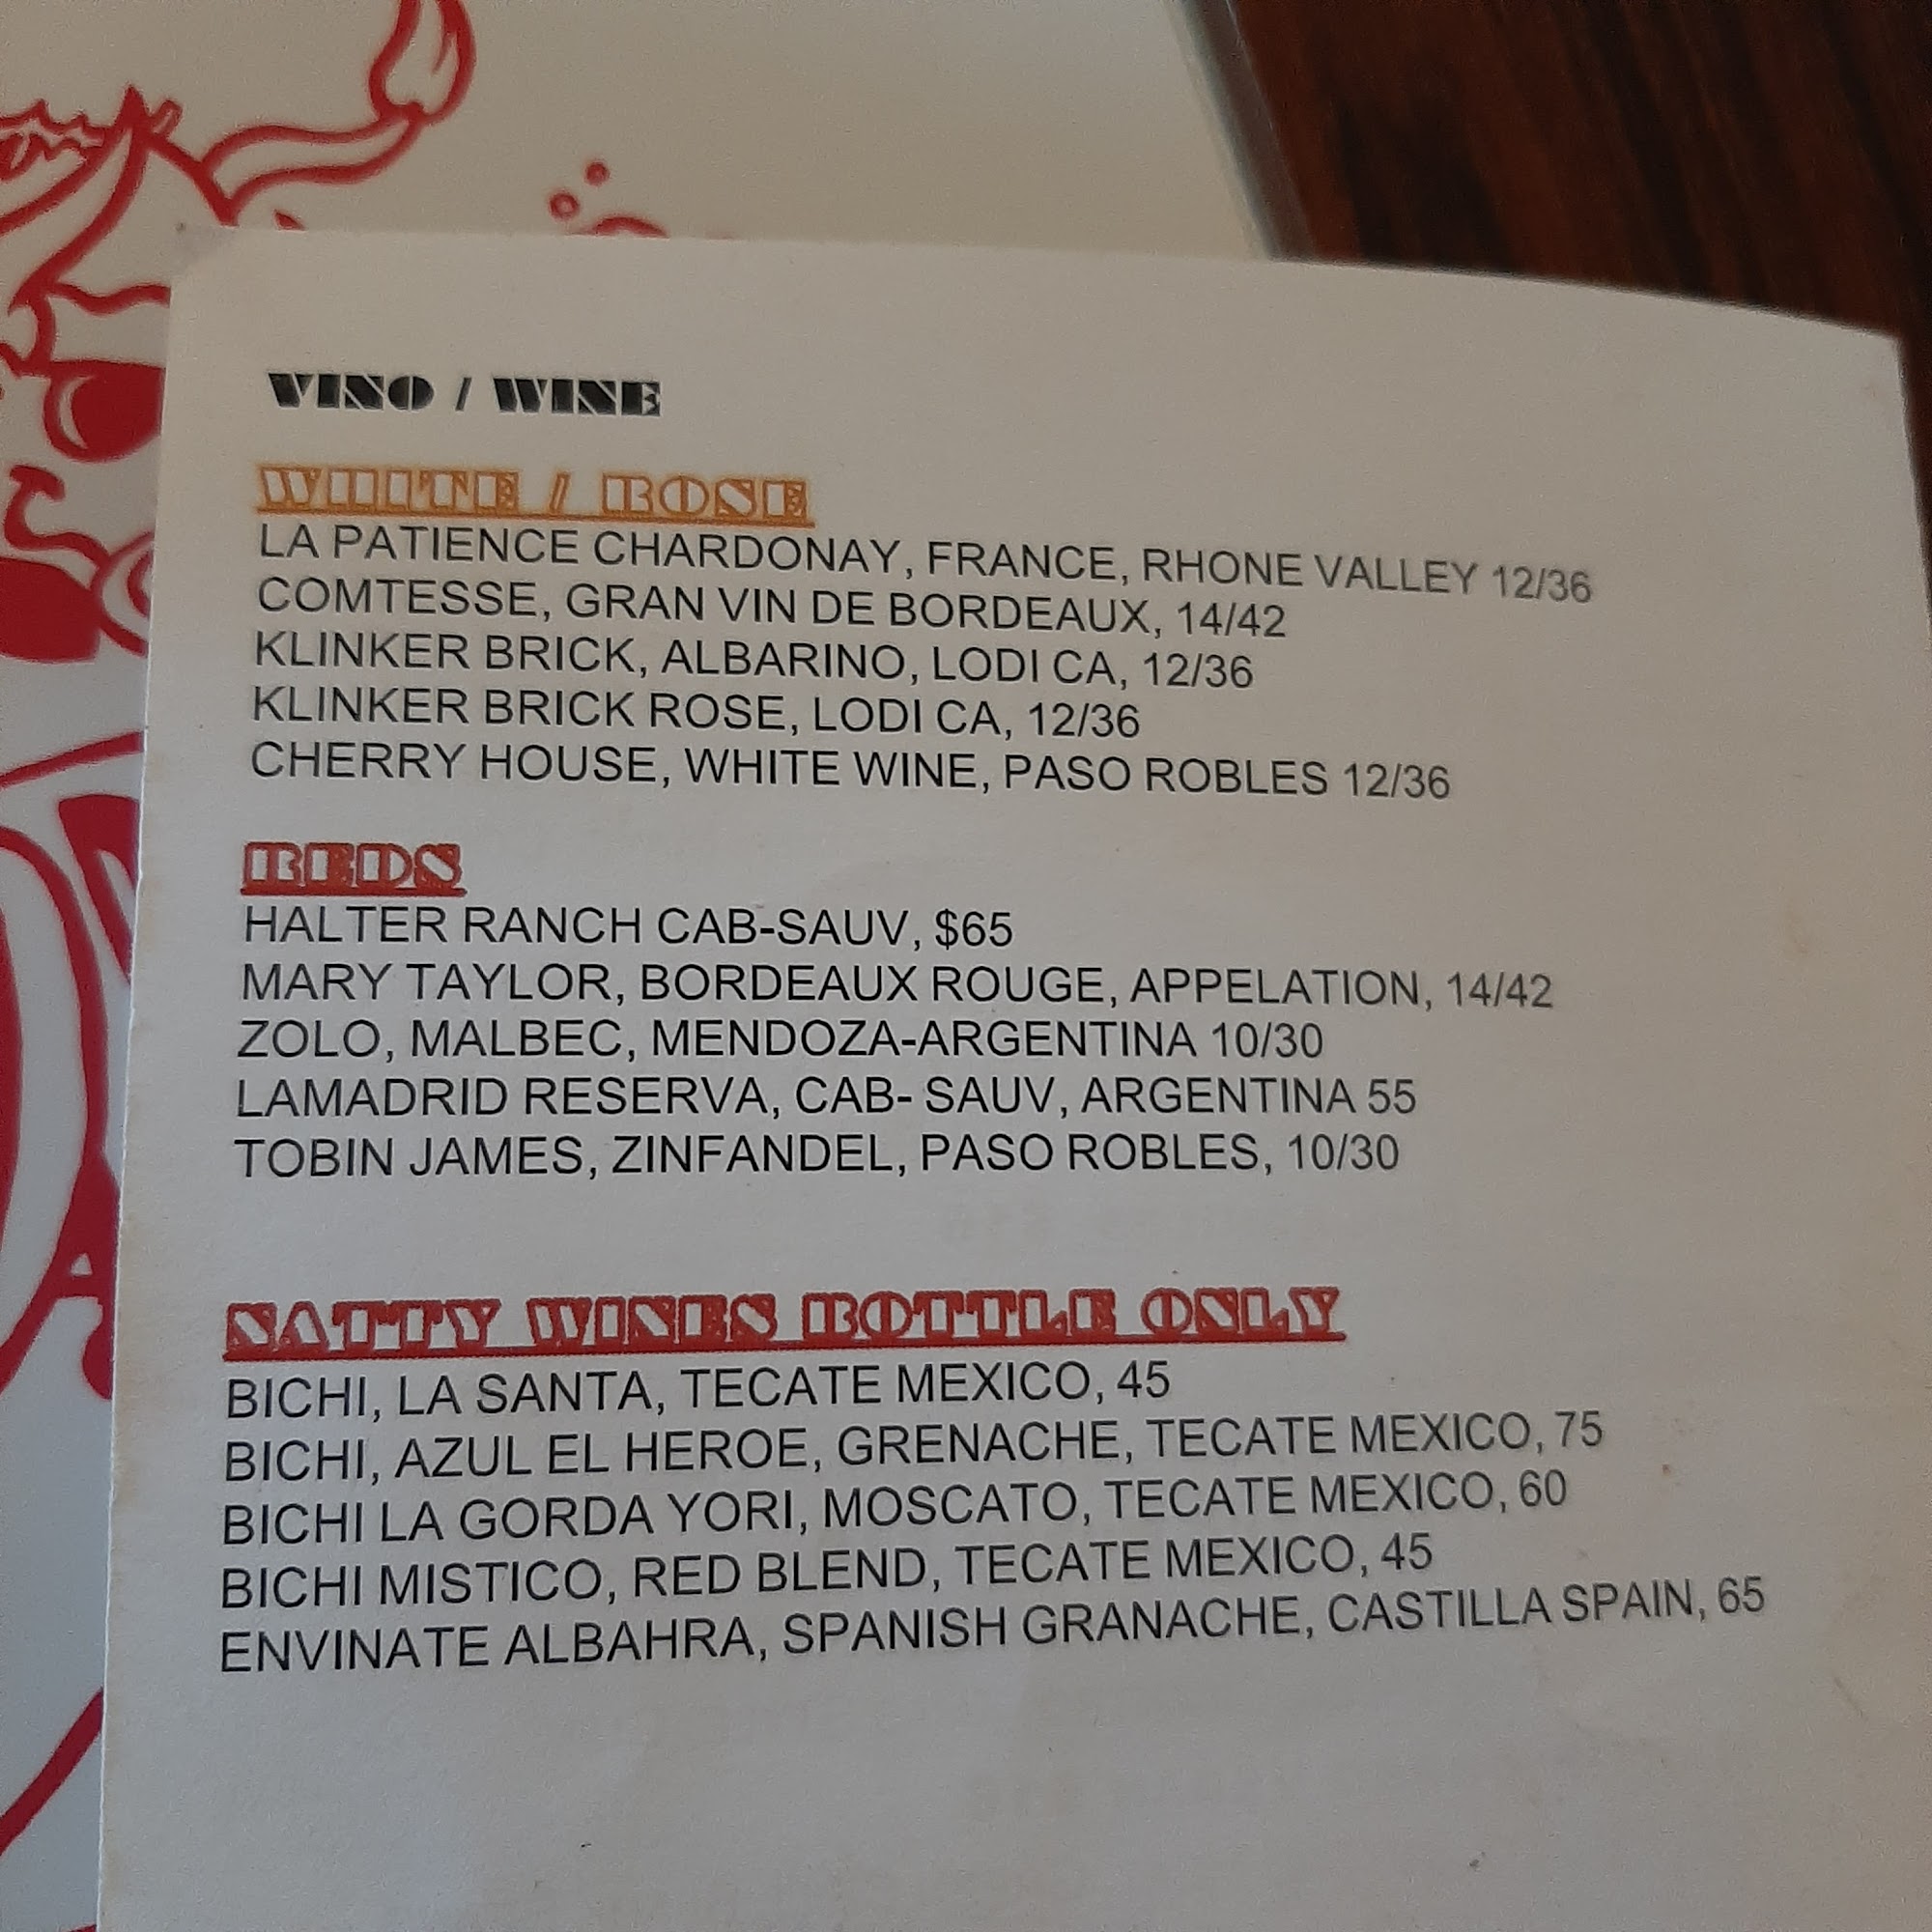 VINO / WINE
WHITE / ROSE
LA PATIENCE CHARDONAY, FRANCE, RHONE VALLEY 12/36
COMTESSE, GRAN VIN DE BORDEAUX, 14/42
KLINKER BRICK, ALBARINO, LODI CA, 12/36
KLINKER BRICK ROSE, LODI CA, 12/36
CHERRY HOUSE, WHITE WINE, PASO ROBLES 12/36
REDS
HALTER RANCH CAB-SAUV, $65
MARY TAYLOR, BORDEAUX ROUGE, APPELATION, 14/42
ZOLO, MALBEC, MENDOZA-ARGENTINA 10/30
LAMADRID RESERVA, CAB- SAUV, ARGENTINA 55
TOBIN JAMES, ZINFANDEL, PASO ROBLES, 10/30
NATTY WINES BOTTLE ONLY
BICHI, LA SANTA, TECATE MEXICO, 45
BICHI, AZUL EL HEROE, GRENACHE, TECATE MEXICO, 75
BICHI LA GORDA YORI, MOSCATO, TECATE MEXICO, 60
BICHI MISTICO, RED BLEND, TECATE MEXICO, 45
ENVINATE ALBAHRA, SPANISH GRANACHE, CASTILLA SPAIN, 65